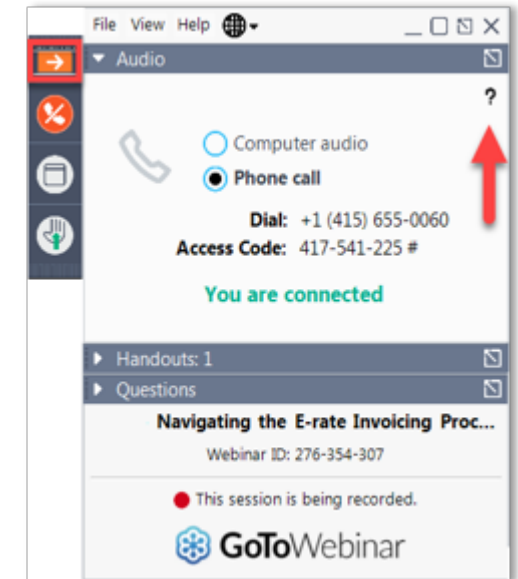 File View Help
Audio
?
Computer audio
Phone call
Dial: +1 (415) 655-0060
Access Code: 417-541-225 #
You are connected
Handouts: 1
Questions
Navigating the E-rate Invoicing Proc...
Webinar ID: 276-354-307
This session is being recorded.
GoToWebinar